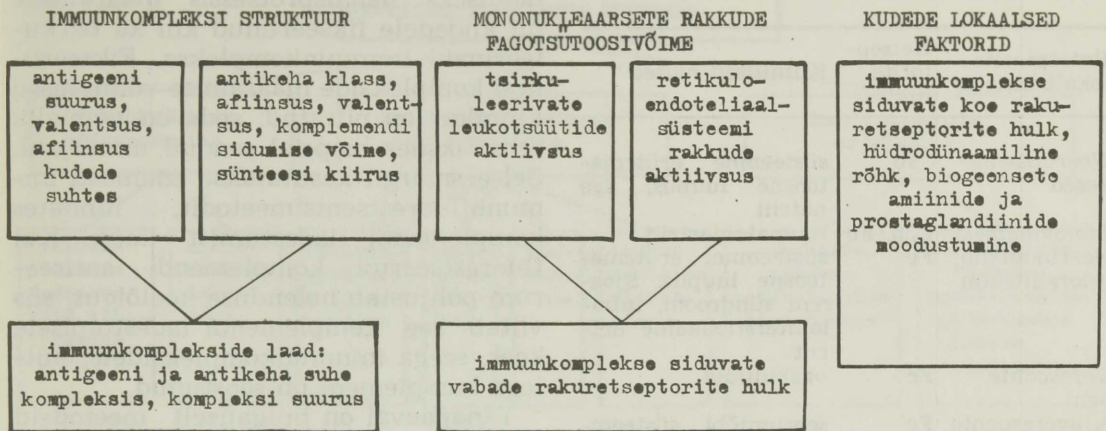 IMMUUNKOMPLEKSI STRUKTUUR
antigeeni
suurus,
valentsus,
afiinsus
kudede
suhtes
antikeha klass,
afiinsus, valent-
sus, komplemendi
sidumise võime,
sünteesi kiirus
immuunkomplekside laad:
antigeeni ja antikeha suhe
kompleksis, kompleksi suurus
MONONUKLEAARSETE RAKKUDE
FAGOTSÜTOOSIVÕIME
tsirku-
leerivate
leukotsüütide
aktiivsus
retikulo-
endoteliaal-
süsteemi
rakkude
aktiivsus
immuunkomplekse siduvate
vabade rakuretseptorite hulk
KUDEDE LOKAALSED
FAKTORID
immuunkomplekse
siduvate koe raku-
retseptorite hulk,
hüdrodünaamiline
rõhk, biogeensete
amiinide ja
prostaglandiinide
moodustumine